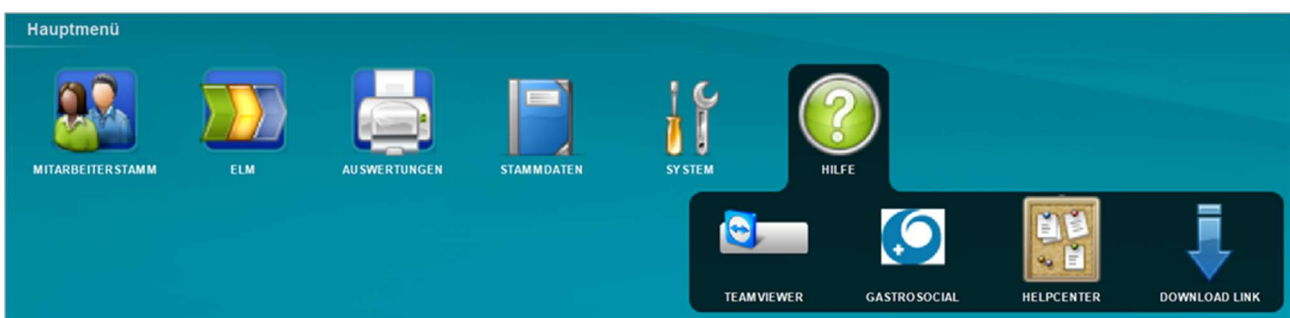 Hauptmenü
MITARBEITERSTAMM ELM AUSWERTUNGEN STAMMDATEN SYSTEM HILFE
TEAMVIEWER GASTROSOCIAL HELPCENTER DOWNLOAD LINK